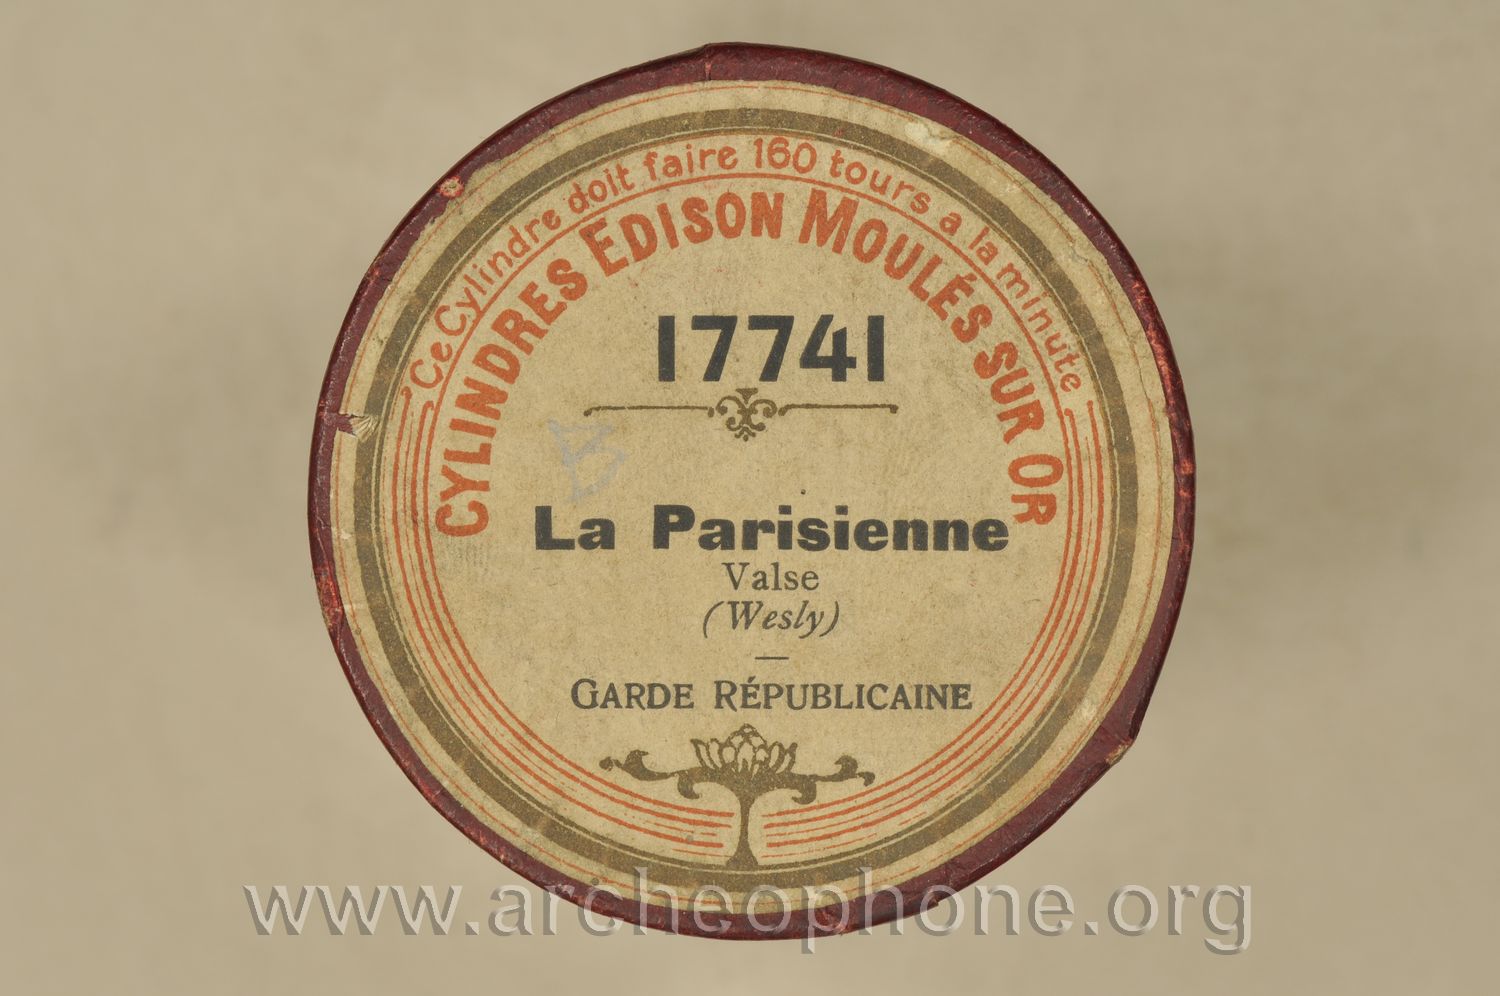 Ce Cylindre doit faire 160 tours a la minute
CYLINDRES EDISON MOULÉS SUR OR
17741
La Parisienne
Valse
(Wesly)
—
GARDE RÉPUBLICAINE
www.archeophone.org